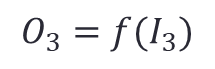 O₃ = f(I₃)